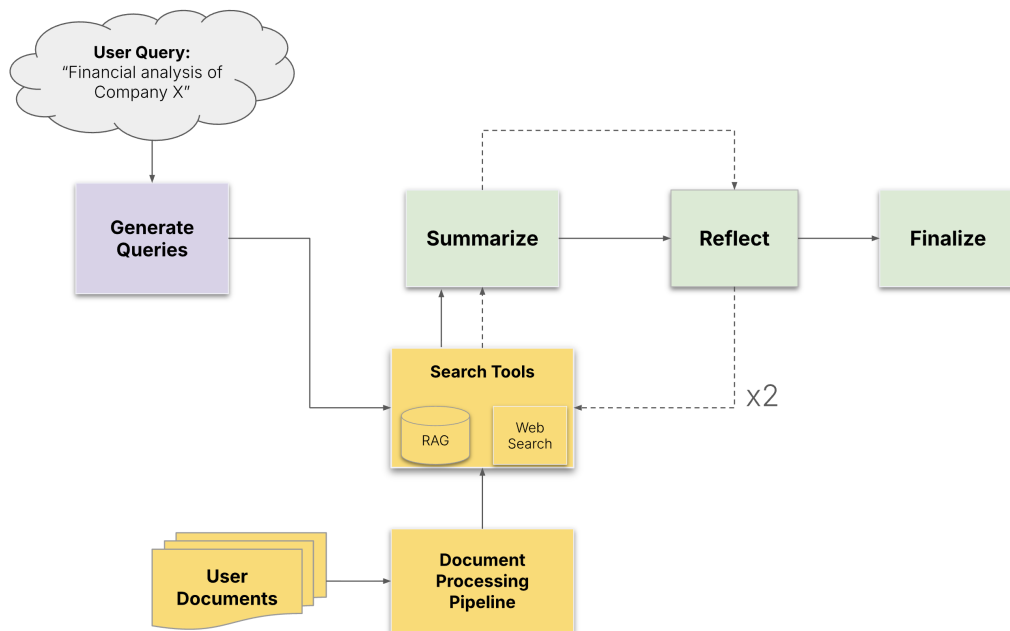 User Query:
“Financial analysis of
Company X”
Generate
Queries
Summarize
Reflect
Finalize
Search Tools
RAG
Web
Search
x2
User
Documents
Document
Processing
Pipeline